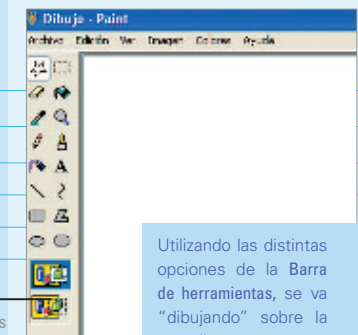 Dibujo - Paint
Archivo Edición Ver Imagen Colores Ayuda
A
Utilizando las distintas
opciones de la Barra
de herramientas, se va
“dibujando” sobre la